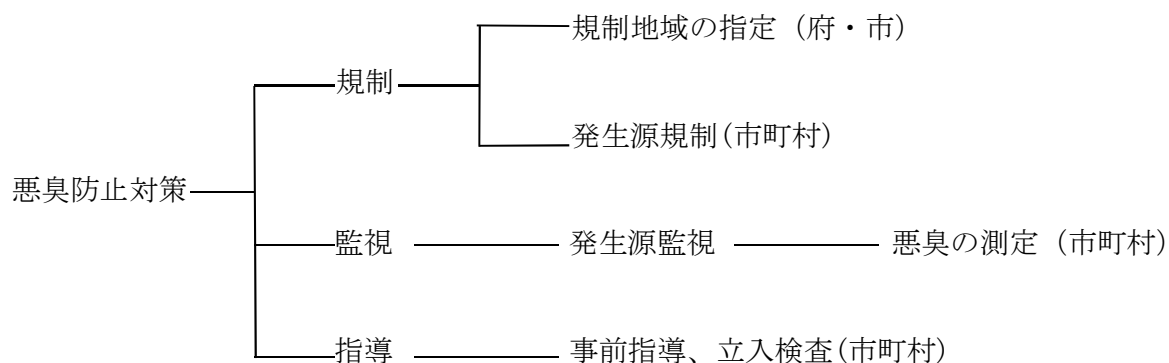 規制地域の指定（府・市）
規制
発生源規制(市町村)
悪臭防止対策
監視 発生源監視 悪臭の測定（市町村）
指導 事前指導、立入検査(市町村)